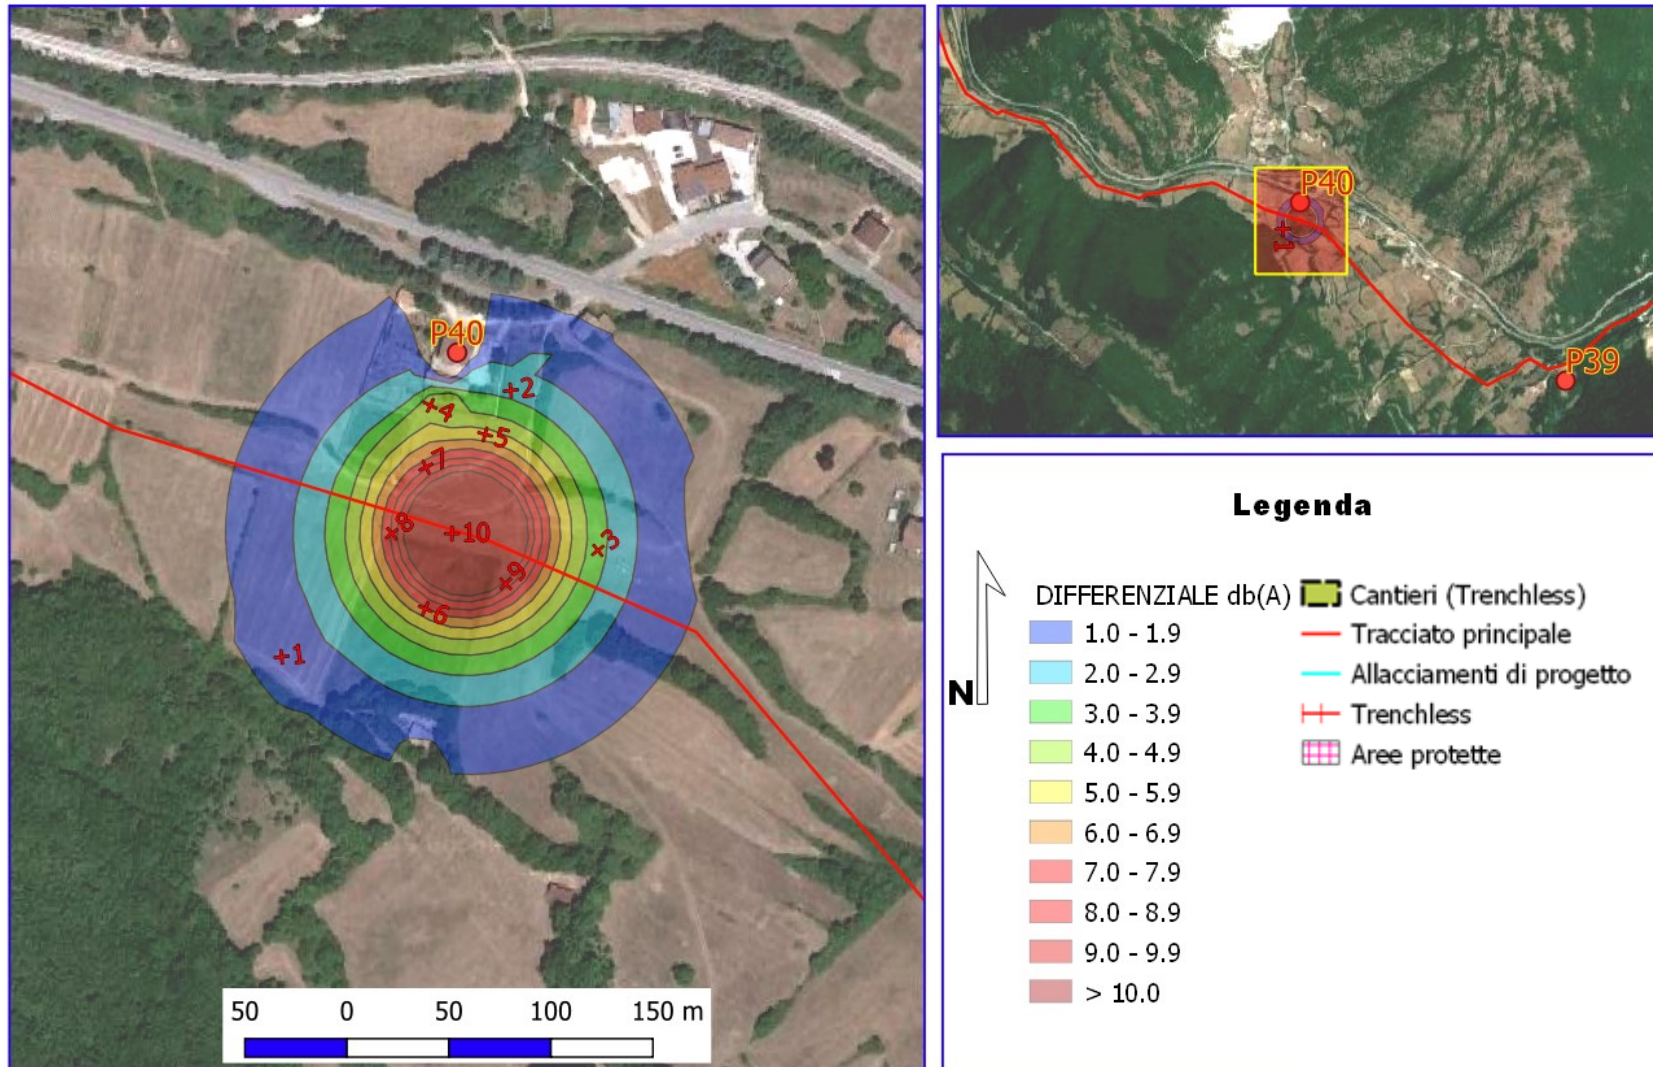 P40
+2
+4
+5
+7
+8
+10
+3
+9
+6
+1
50 0 50 100 150 m
P40
+1
P39
Legenda
N
DIFFERENZIALE db(A)
1.0 - 1.9
2.0 - 2.9
3.0 - 3.9
4.0 - 4.9
5.0 - 5.9
6.0 - 6.9
7.0 - 7.9
8.0 - 8.9
9.0 - 9.9
> 10.0
Cantieri (Trenchless)
Tracciato principale
Allacciamenti di progetto
Trenchless
Aree protette